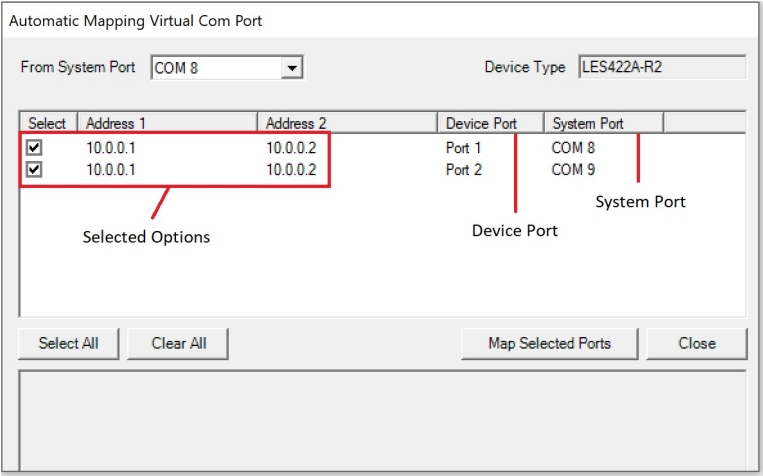 Automatic Mapping Virtual Com Port
From System Port COM 8 Device Type LES422A-R2
Select Address 1 Address 2 Device Port System Port
10.0.0.1 10.0.0.2 Port 1 COM 8
10.0.0.1 10.0.0.2 Port 2 COM 9
System Port
Device Port
Selected Options
Select All Clear All Map Selected Ports Close